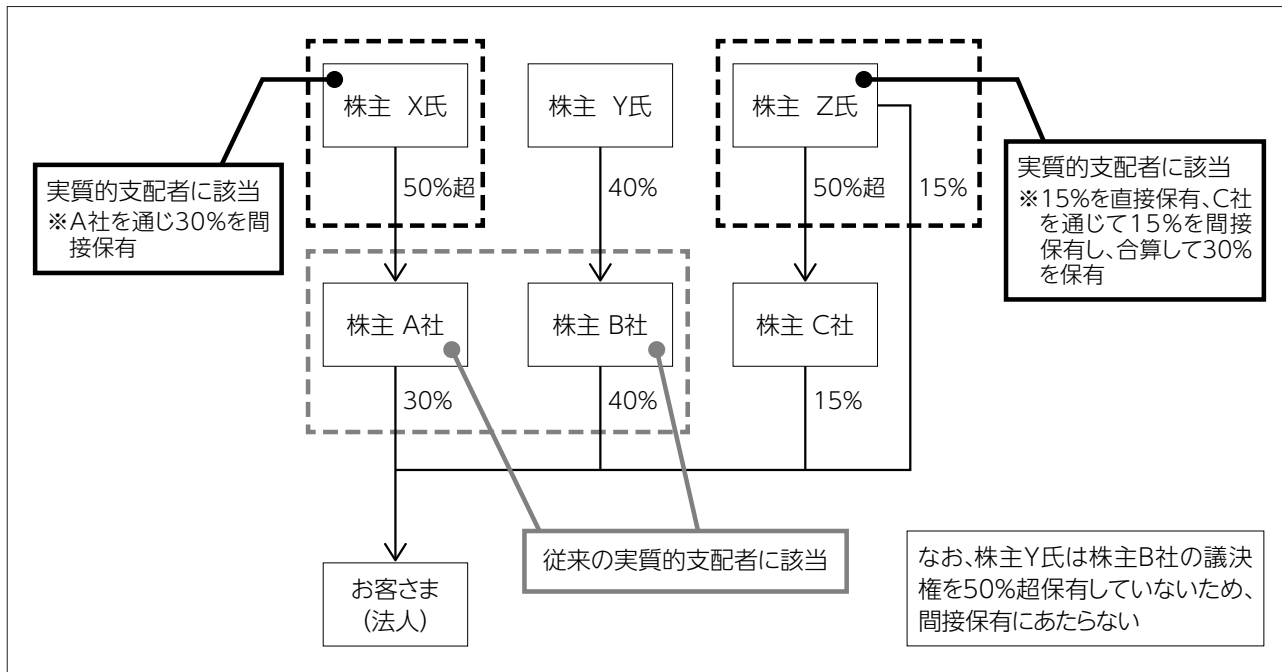 株主 X氏
株主 Y氏
株主 Z氏
実質的支配者に該当
※A社を通じ30%を間
接保有
50%超
40%
50%超
15%
実質的支配者に該当
※15%を直接保有、C社
を通じて15%を間接
保有し、合算して30%
を保有
株主 A社
株主 B社
株主 C社
30%
40%
15%
従来の実質的支配者に該当
お客さま
(法人)
なお、株主Y氏は株主B社の議決
権を50%超保有していないため、
間接保有にあたらない